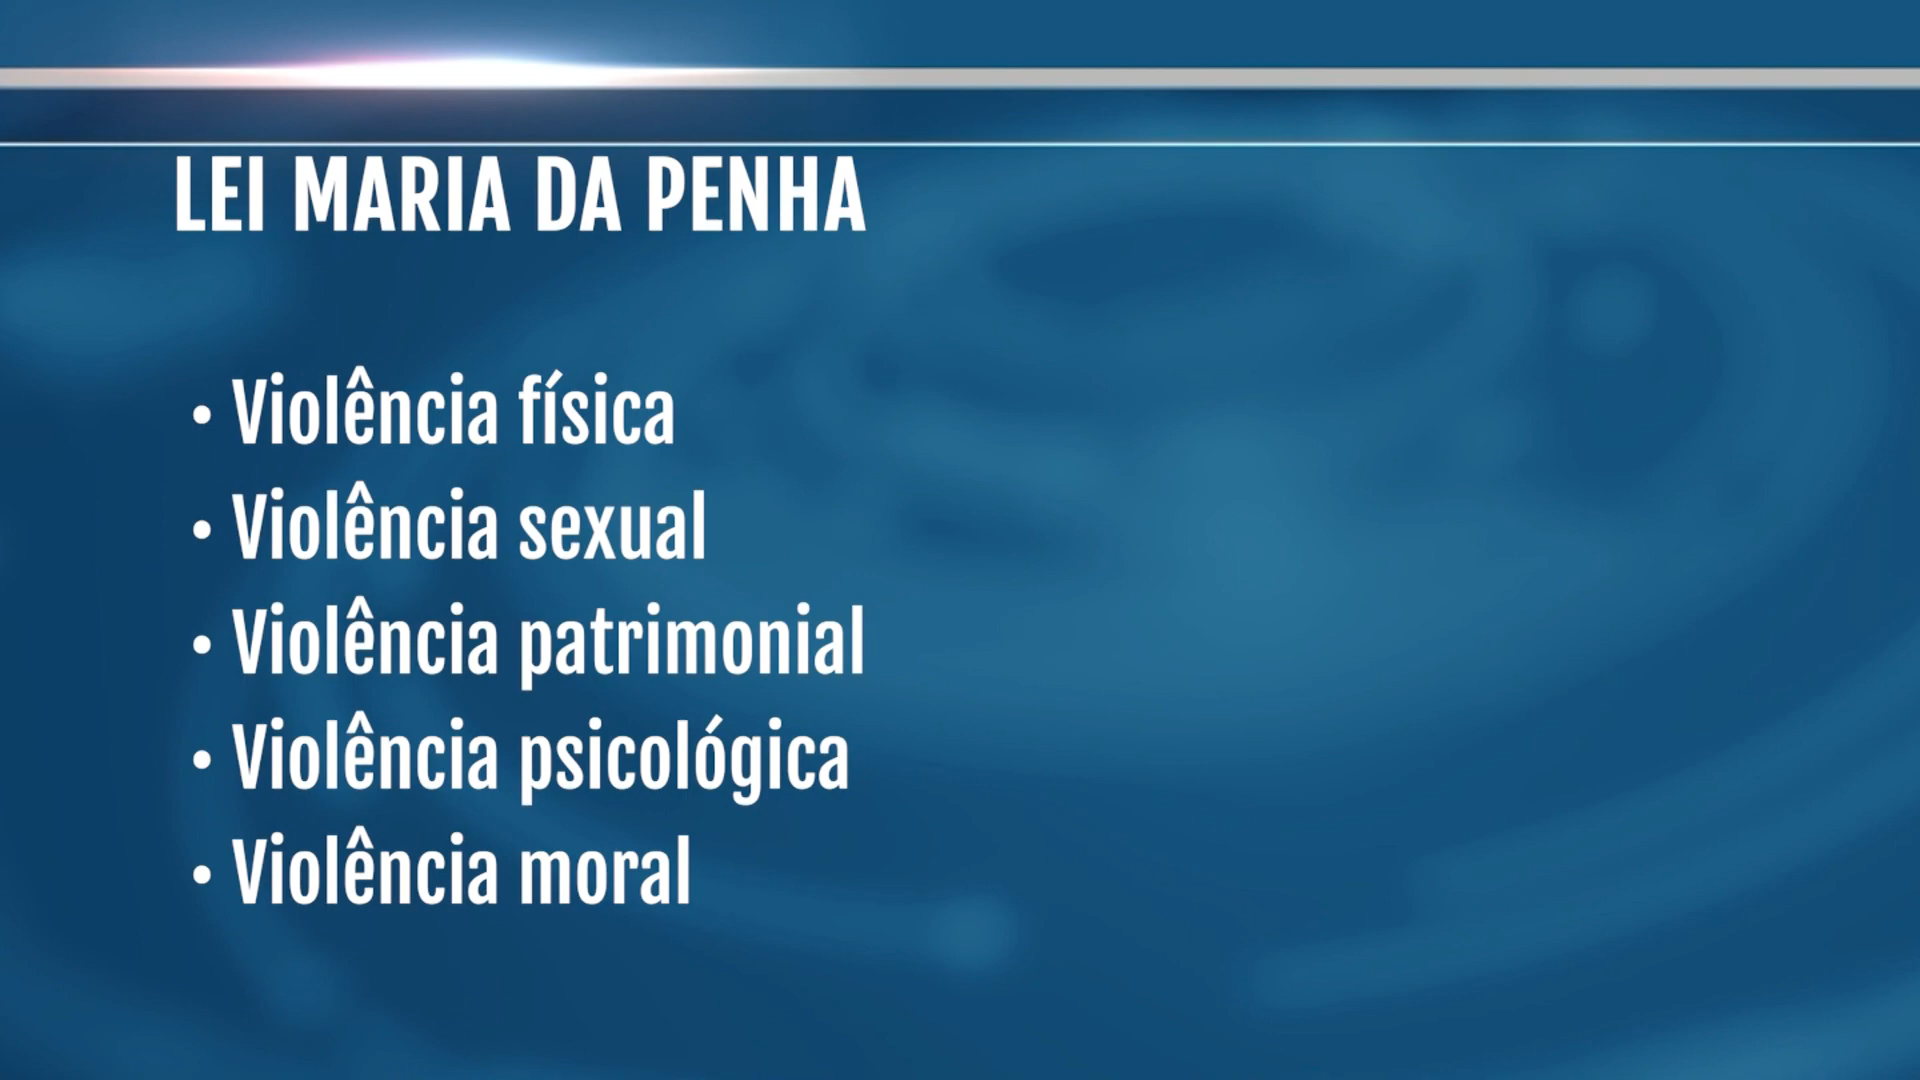 LEI MARIA DA PENHA
• Violência física
• Violência sexual
• Violência patrimonial
• Violência psicológica
• Violência moral